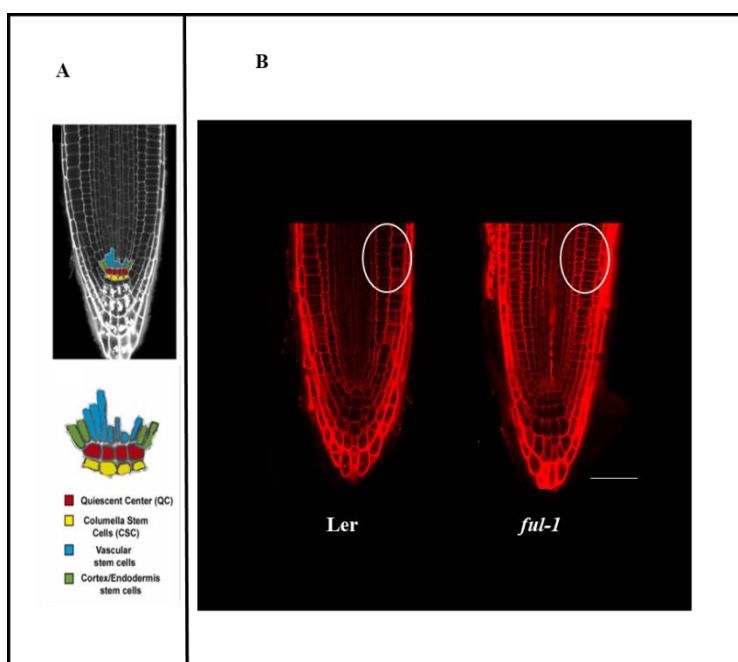 A
B
Quiescent Center (QC)
Columella Stem
Cells (CSC)
Vascular
stem cells
Cortex/Endodermis
stem cells
Ler
ful-1